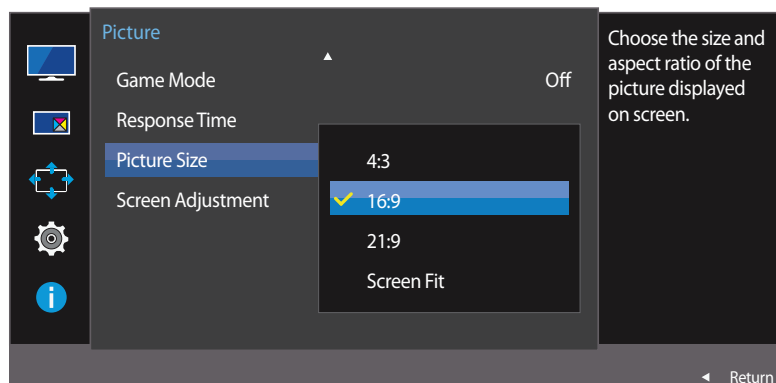 Picture
Game Mode Off
Response Time
Picture Size
Screen Adjustment
4:3
16:9
21:9
Screen Fit
Choose the size and
aspect ratio of the
picture displayed
on screen.
Return